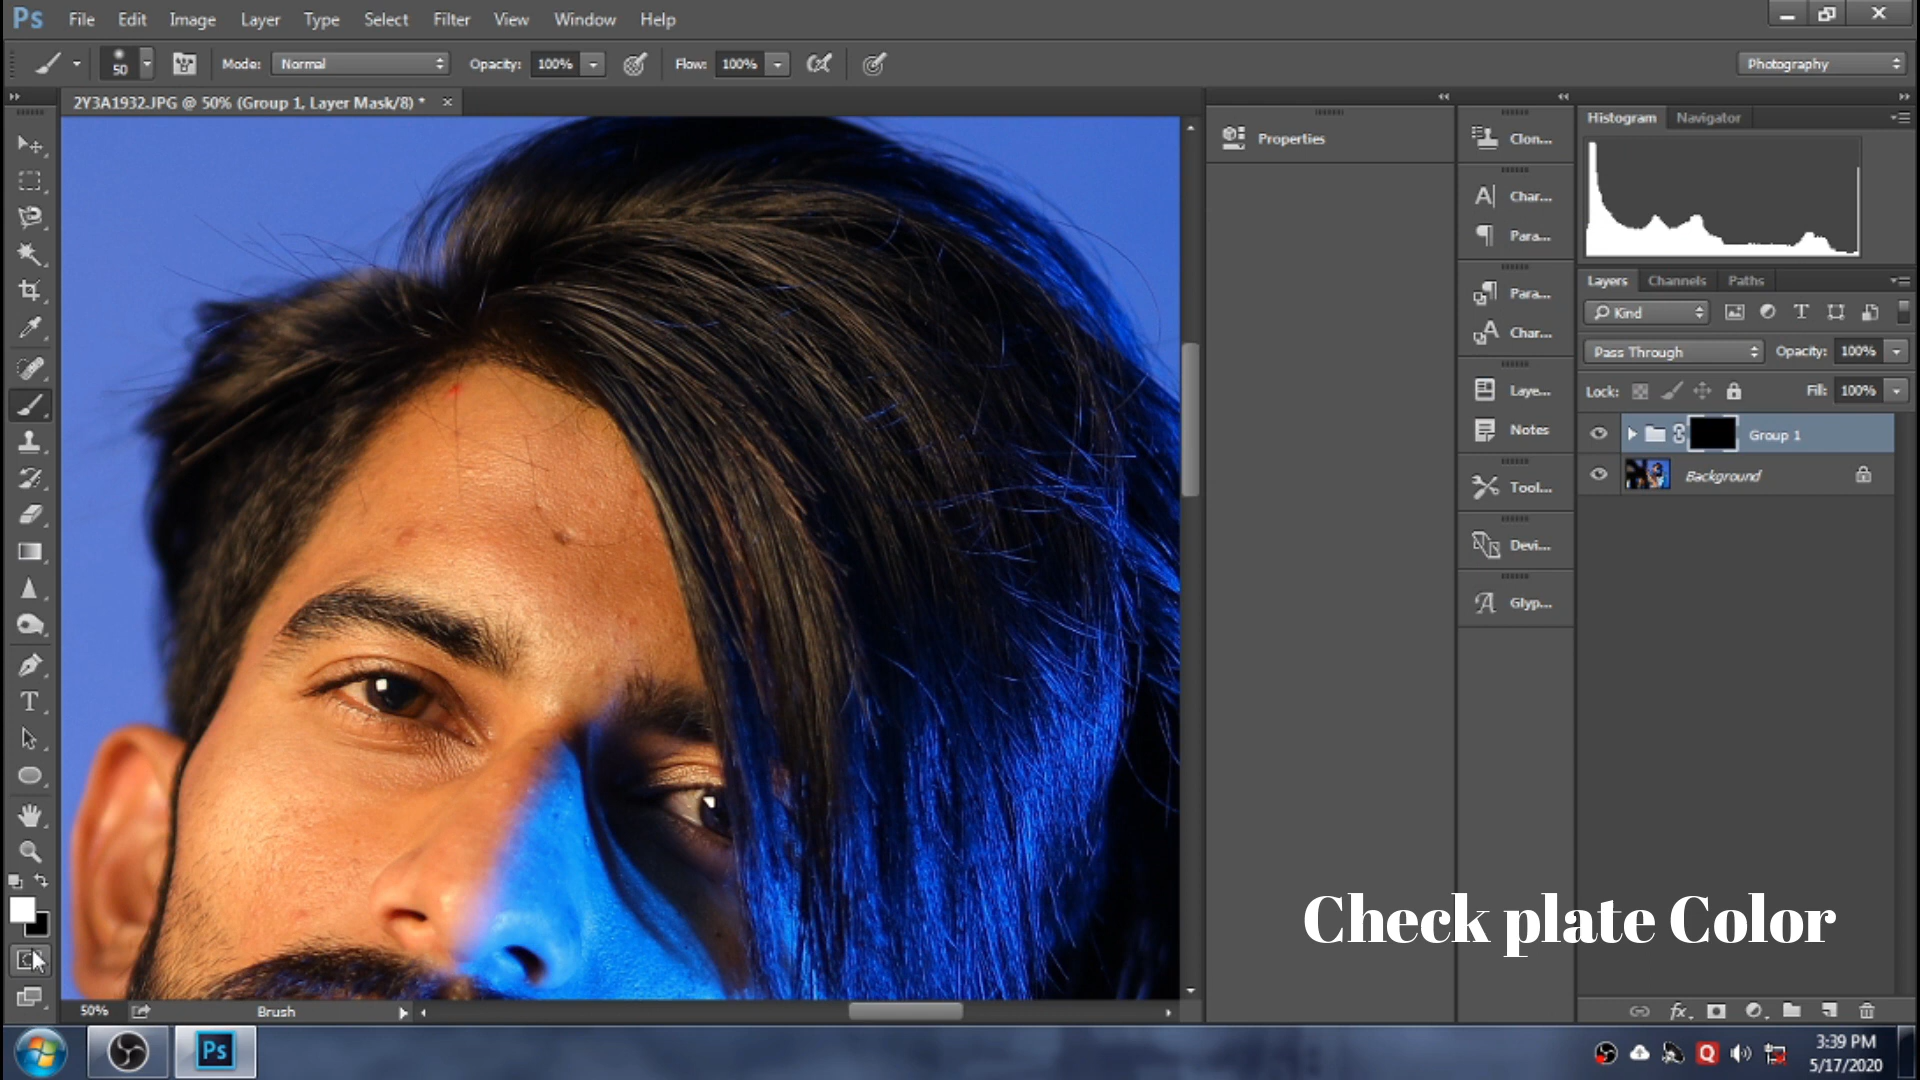 Ps File Edit Image Layer Type Select Filter View Window Help
50 Mode: Normal Opacity: 100% Flow: 100% Photography
2Y3A1932.JPG @ 50% (Group 1, Layer Mask/8) * ×
Properties
Clon...
Char...
Para...
Para...
Char...
Laye...
Notes
Tool...
Devi...
Glyp...
Histogram Navigator
Layers Channels Paths
Kind
Pass Through Opacity: 100%
Lock: Fill: 100%
Group 1
Background
Check plate Color
50% Brush
Ps
3:39 PM
5/17/2020